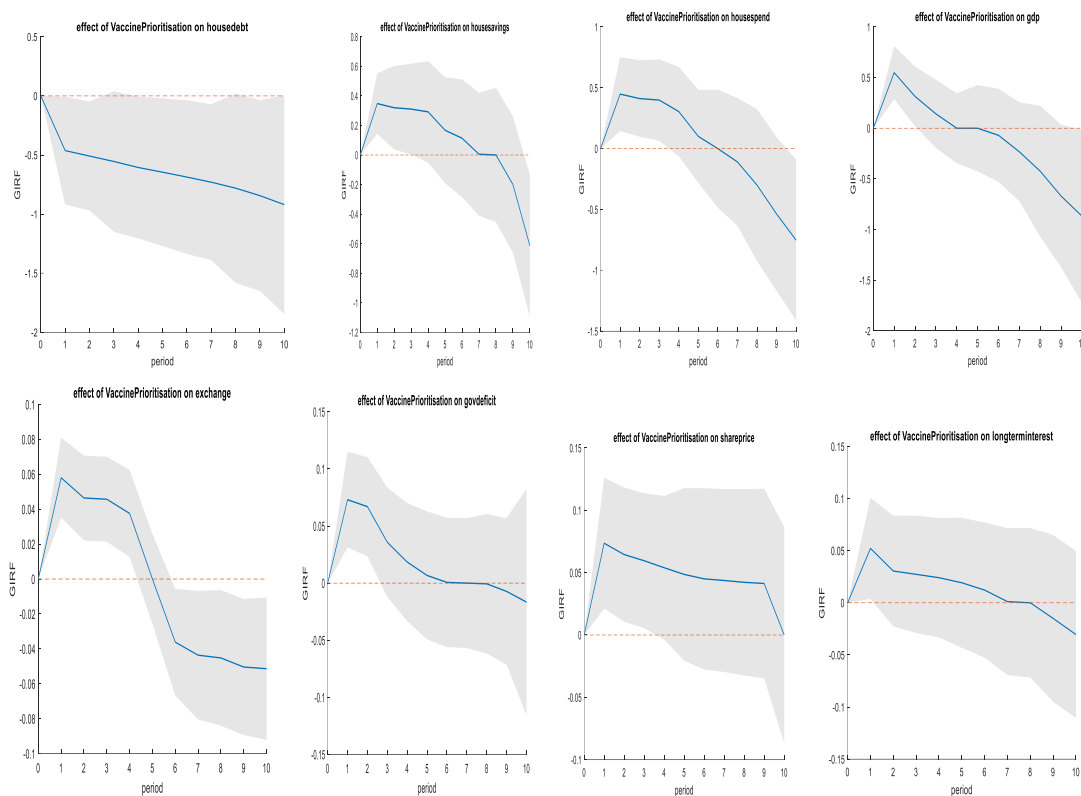 effect of VaccinePrioritisation on housedebt
0.5
0
-0.5
-1
-1.5
-2
GIRF
0 1 2 3 4 5 6 7 8 9 10
period
effect of VaccinePrioritisation on housesavings
0.8
0.6
0.4
0.2
0
-0.2
-0.4
-0.6
-0.8
-1
-1.2
GIRF
0 1 2 3 4 5 6 7 8 9 10
period
effect of VaccinePrioritisation on housespend
1
0.5
0
-0.5
-1
-1.5
GIRF
0 1 2 3 4 5 6 7 8 9 10
period
effect of VaccinePrioritisation on gdp
1
0.5
0
-0.5
-1
-1.5
-2
GIRF
0 1 2 3 4 5 6 7 8 9 10
period
effect of VaccinePrioritisation on exchange
0.1
0.08
0.06
0.04
0.02
0
-0.02
-0.04
-0.06
-0.08
-0.1
GIRF
0 1 2 3 4 5 6 7 8 9 10
period
effect of VaccinePrioritisation on govdeficit
0.15
0.1
0.05
0
-0.05
-0.1
-0.15
GIRF
0 1 2 3 4 5 6 7 8 9 10
period
effect of VaccinePrioritisation on shareprice
0.15
0.1
0.05
0
-0.05
-0.1
GIRF
0 1 2 3 4 5 6 7 8 9 10
period
effect of VaccinePrioritisation on longterminterest
0.15
0.1
0.05
0
-0.05
-0.1
-0.15
GIRF
0 1 2 3 4 5 6 7 8 9 10
period